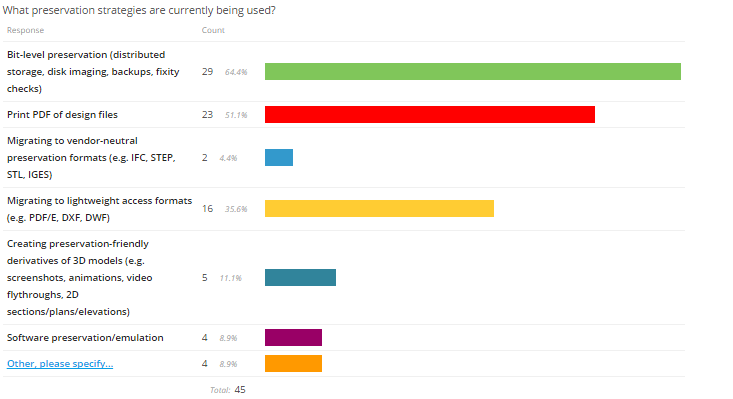 What preservation strategies are currently being used?
Response Count
Bit-level preservation (distributed
storage, disk imaging, backups, fixity 29 64.4%
checks)
Print PDF of design files 23 51.1%
Migrating to vendor-neutral
preservation formats (e.g. IFC, STEP, 2 4.4%
STL, IGES)
Migrating to lightweight access formats 16 35.6%
(e.g. PDF/E, DXF, DWF)
Creating preservation-friendly
derivatives of 3D models (e.g.
screenshots, animations, video 5 11.1%
flythroughs, 2D
sections/plans/elevations)
Software preservation/emulation 4 8.9%
Other, please specify... 4 8.9%
Total: 45